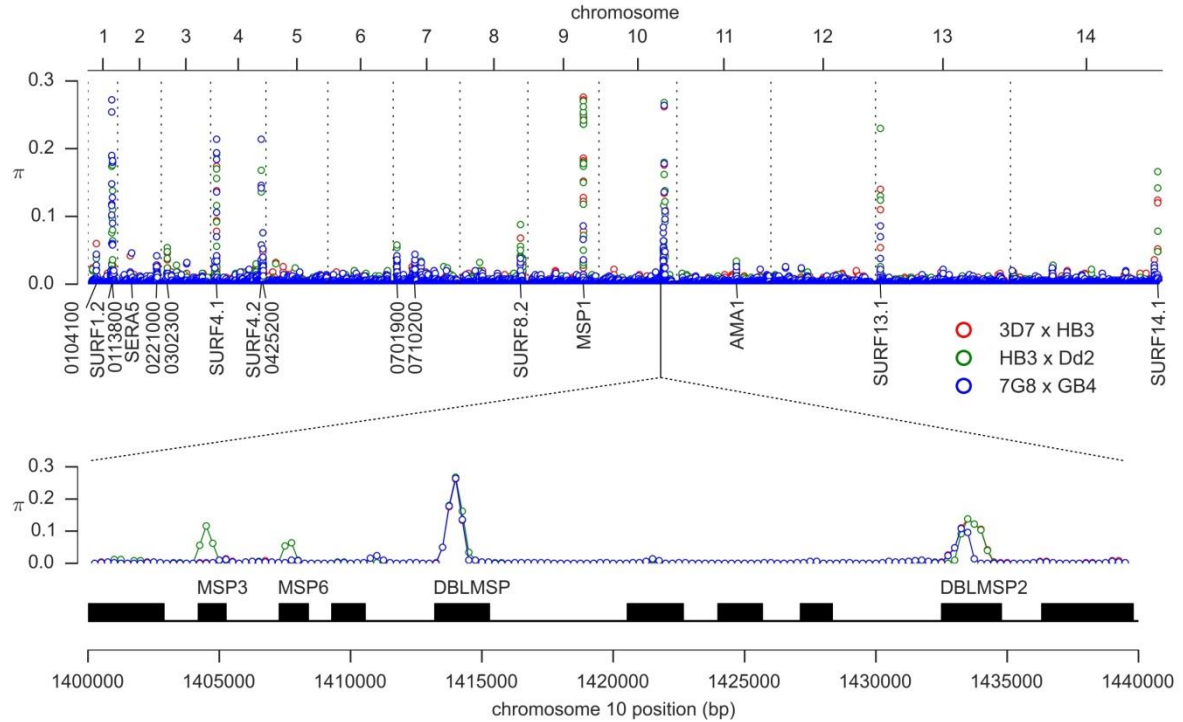 chromosome
1 2 3 4 5 6 7 8 9 10 11 12 13 14
0.3
0.2
π
0.1
0.0
0104100
SURF1.2
0113800
SERA5
0221000
0302300
SURF4.1
SURF4.2
0425200
0701900
0710200
SURF8.2
MSP1
AMA1
SURF13.1
SURF14.1
3D7 x HB3
HB3 x Dd2
7G8 x GB4
0.3
π 0.2
0.1
0.0
MSP3 MSP6 DBLMSP DBLMSP2
1400000 1405000 1410000 1415000 1420000 1425000 1430000 1435000 1440000
chromosome 10 position (bp)